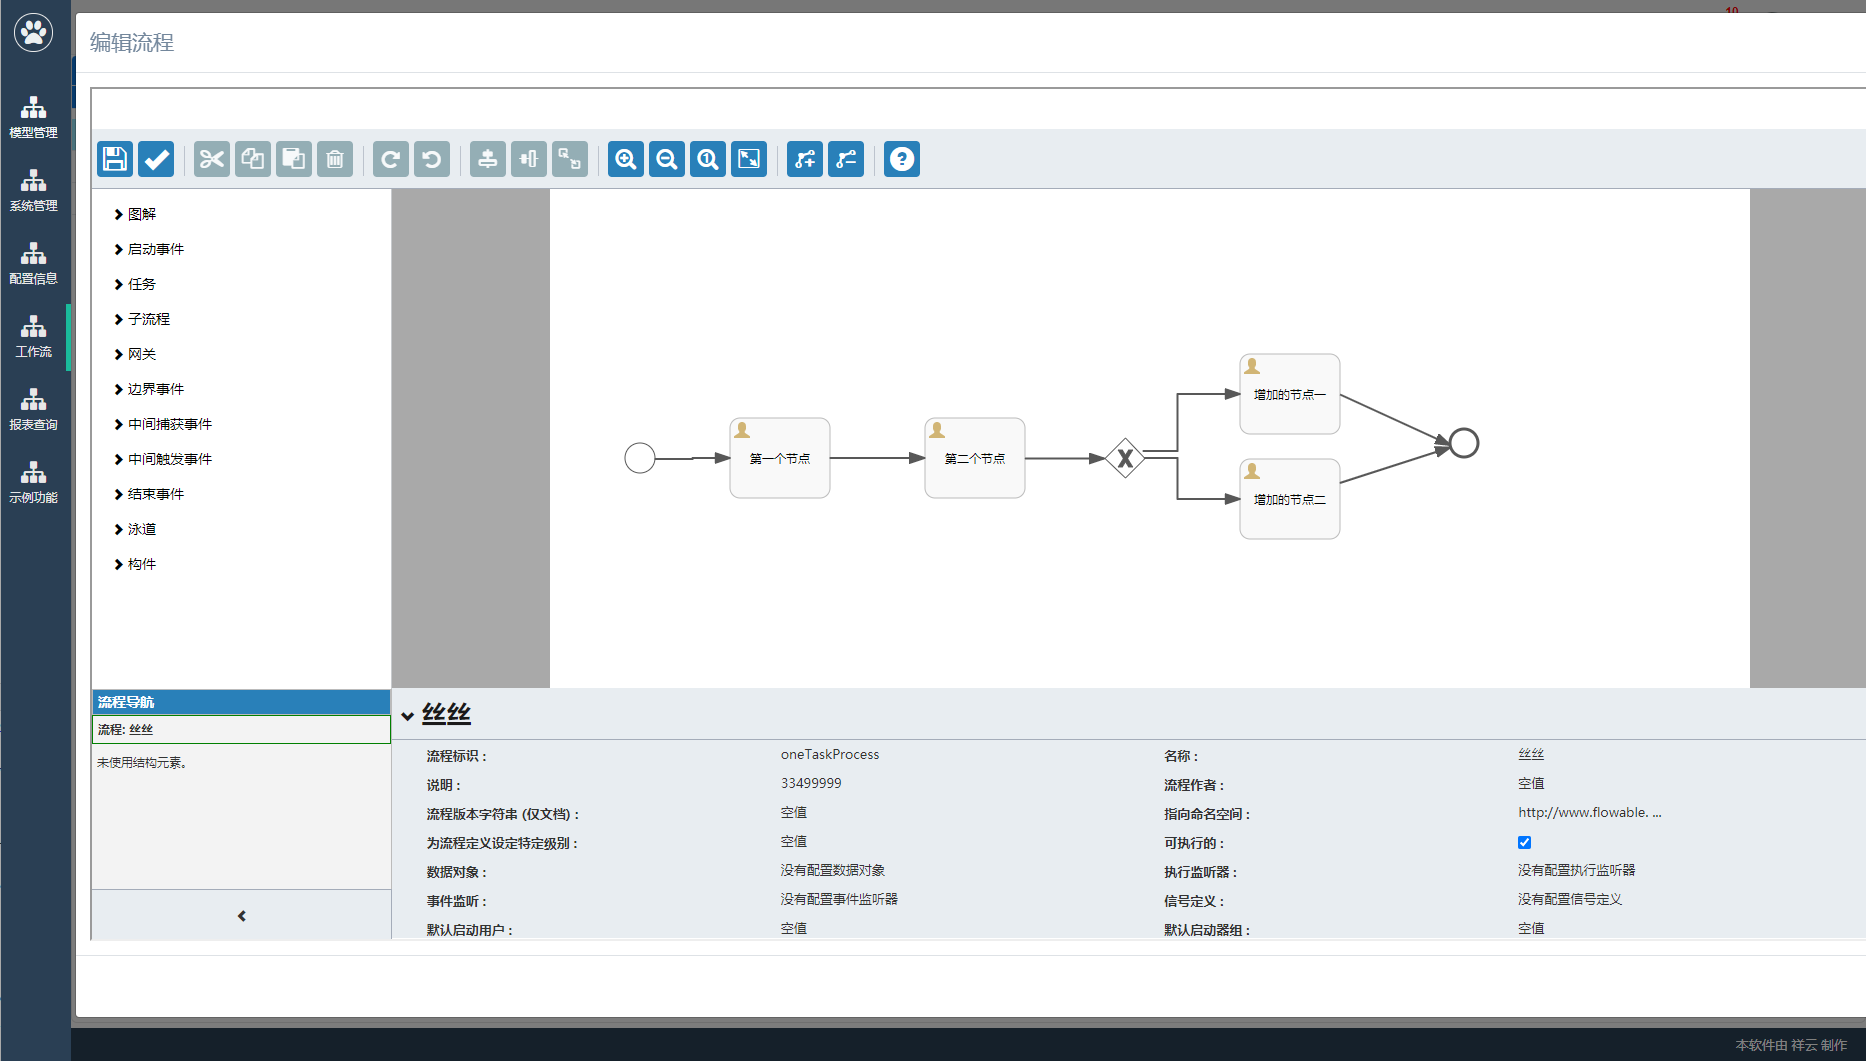 10
编辑流程
模型管理
系统管理
配置信息
工作流
报表查询
示例功能
图解
启动事件
任务
子流程
网关
边界事件
中间捕获事件
中间触发事件
结束事件
泳道
构件
第一个节点
第二个节点
X
增加的节点一
增加的节点二
流程导航
流程: 丝丝
未使用结构元素。
丝丝
流程标识 : oneTaskProcess 名称 : 丝丝
说明 : 33499999 流程作者 : 空值
流程版本字符串 (仅文档) : 空值 指向命名空间 : http://www.flowable. ...
为流程定义设定特定级别 : 空值 可执行的 :
数据对象 : 没有配置数据对象 执行监听器 : 没有配置执行监听器
事件监听 : 没有配置事件监听器 信号定义 : 没有配置信号定义
默认启动用户 : 空值 默认启动器组 : 空值
本软件由 祥云 制作